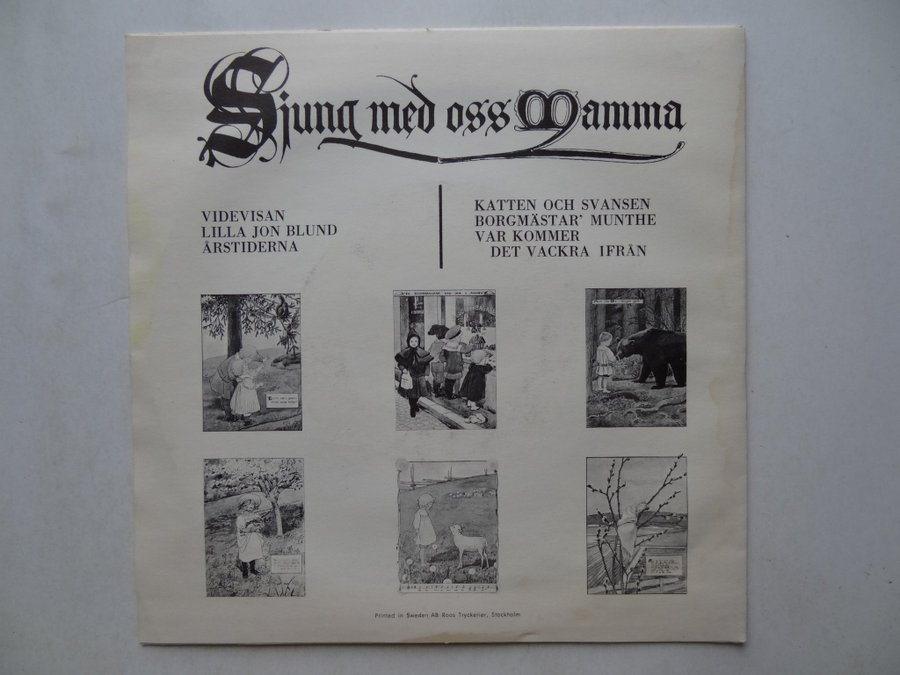 Sjung med oss Mamma
VIDEVISAN
LILLA JON BLUND
ÅRSTIDERNA
KATTEN OCH SVANSEN
BORGMÄSTAR' MUNTHE
VAR KOMMER
DET VACKRA IFRÅN
Printed in Sweden AB Roos Tryckerier, Stockholm